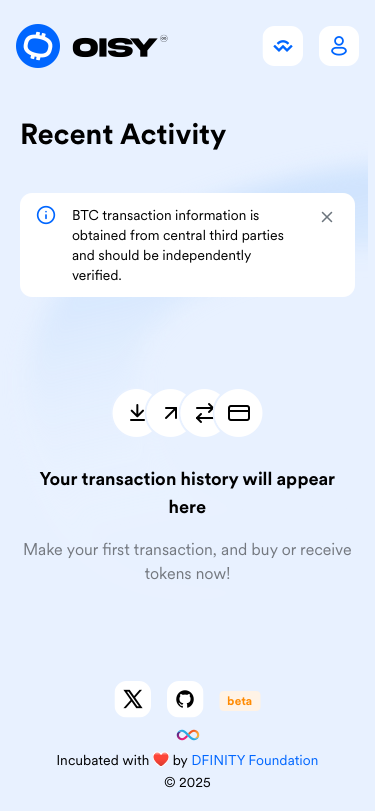 OISY
Recent Activity
BTC transaction information is
obtained from central third parties
and should be independently
verified.
Your transaction history will appear
here
Make your first transaction, and buy or receive
tokens now!
beta
Incubated with ❤️ by DFINITY Foundation
© 2025